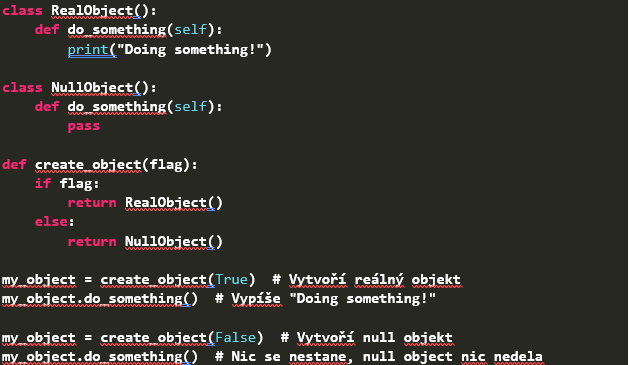 class RealObject():
    def do_something(self):
        print("Doing something!")
class NullObject():
    def do_something(self):
        pass
def create_object(flag):
    if flag:
        return RealObject()
    else:
        return NullObject()
my_object = create_object(True)  # Vytvoří reálný objekt
my_object.do_something()  # Vypíše "Doing something!"
my_object = create_object(False)  # Vytvoří null objekt
my_object.do_something()  # Nic se nestane, null object nic nedela